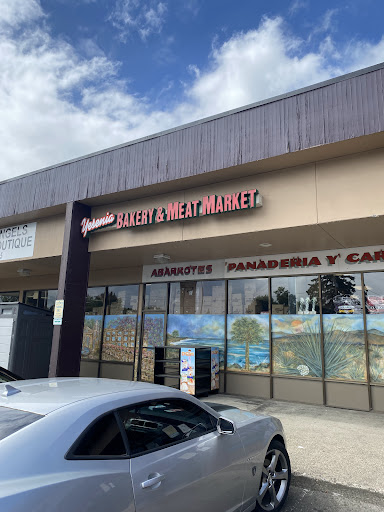 Yesenia BAKERY & MEAT MARKET
NGELS
OUTIQUE
ABARROTES PANADERIA Y CAR